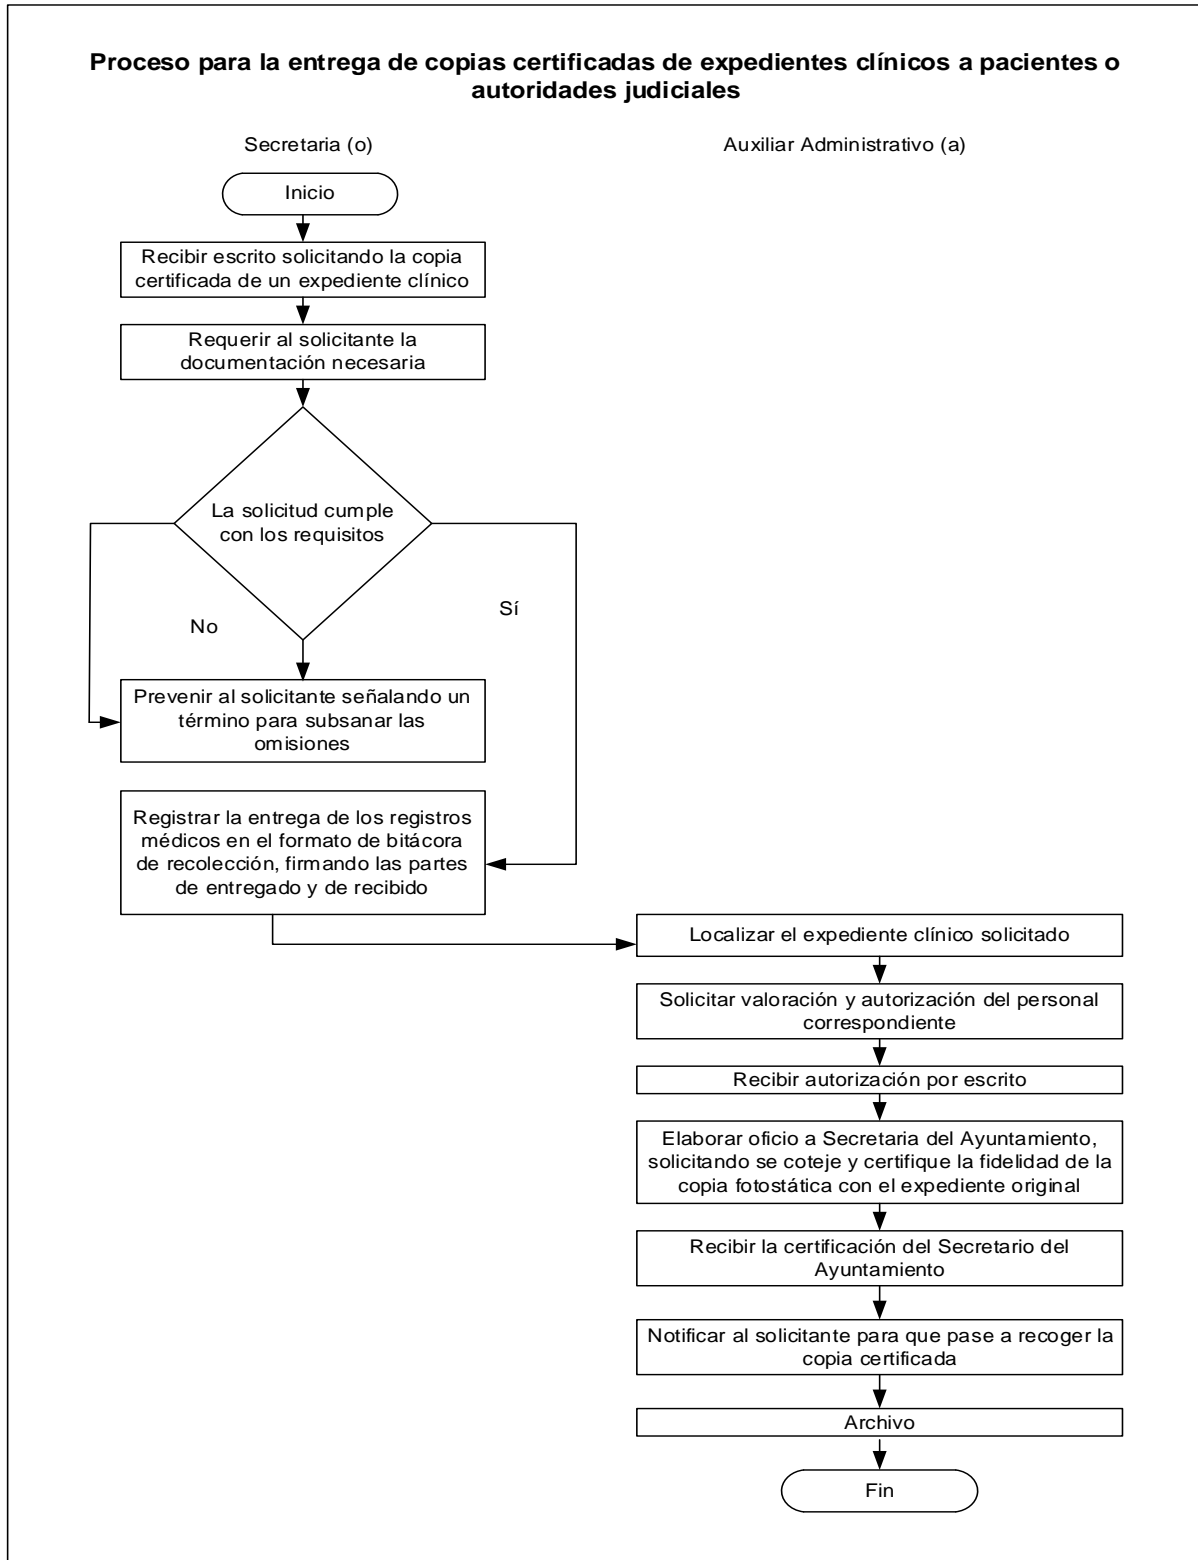 Proceso para la entrega de copias certificadas de expedientes clínicos a pacientes o
autoridades judiciales
Secretaria (o)
Auxiliar Administrativo (a)
Inicio
Recibir escrito solicitando la copia
certificada de un expediente clínico
Requerir al solicitante la
documentación necesaria
La solicitud cumple
con los requisitos
Sí
No
Prevenir al solicitante señalando un
término para subsanar las
omisiones
Registrar la entrega de los registros
médicos en el formato de bitácora
de recolección, firmando las partes
de entregado y de recibido
Localizar el expediente clínico solicitado
Solicitar valoración y autorización del personal
correspondiente
Recibir autorización por escrito
Elaborar oficio a Secretaria del Ayuntamiento,
solicitando se coteje y certifique la fidelidad de la
copia fotostática con el expediente original
Recibir la certificación del Secretario del
Ayuntamiento
Notificar al solicitante para que pase a recoger la
copia certificada
Archivo
Fin